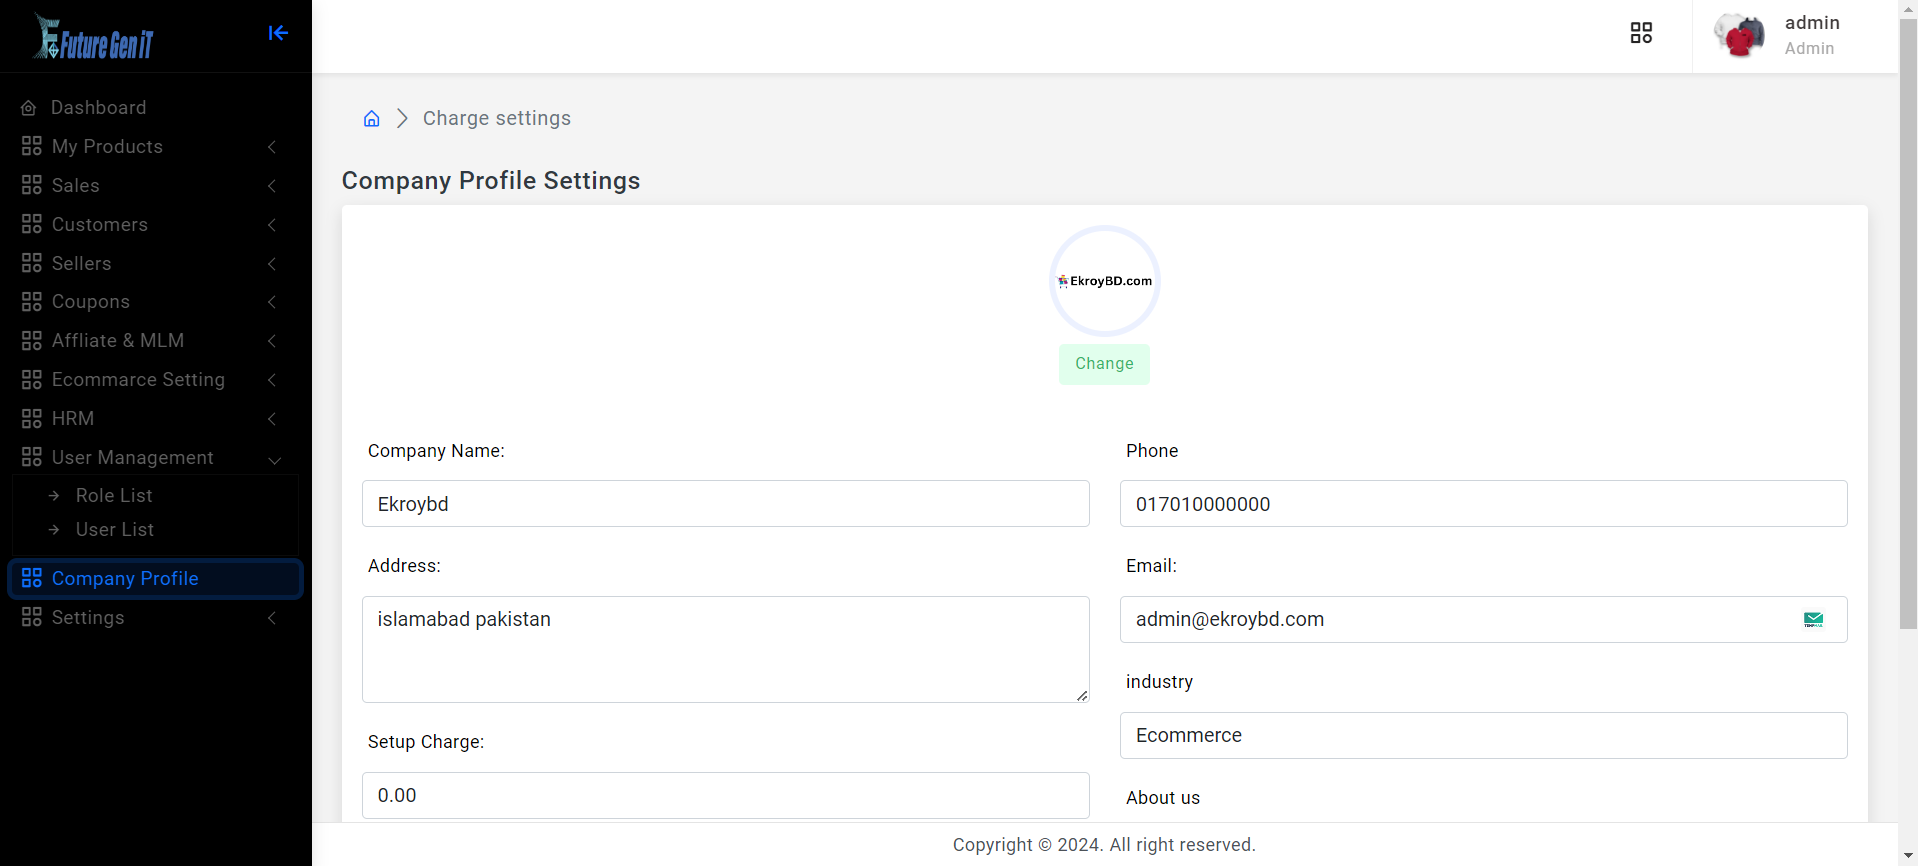 Future Gen iT
Dashboard
My Products
Sales
Customers
Sellers
Coupons
Affliate & MLM
Ecommarce Setting
HRM
User Management
Role List
User List
Company Profile
Settings
admin
Admin
Charge settings
Company Profile Settings
EkroyBD.com
Change
Company Name:
Ekroybd
Address:
islamabad pakistan
Setup Charge:
0.00
Phone
017010000000
Email:
admin@ekroybd.com
industry
Ecommerce
About us
Copyright © 2024. All right reserved.